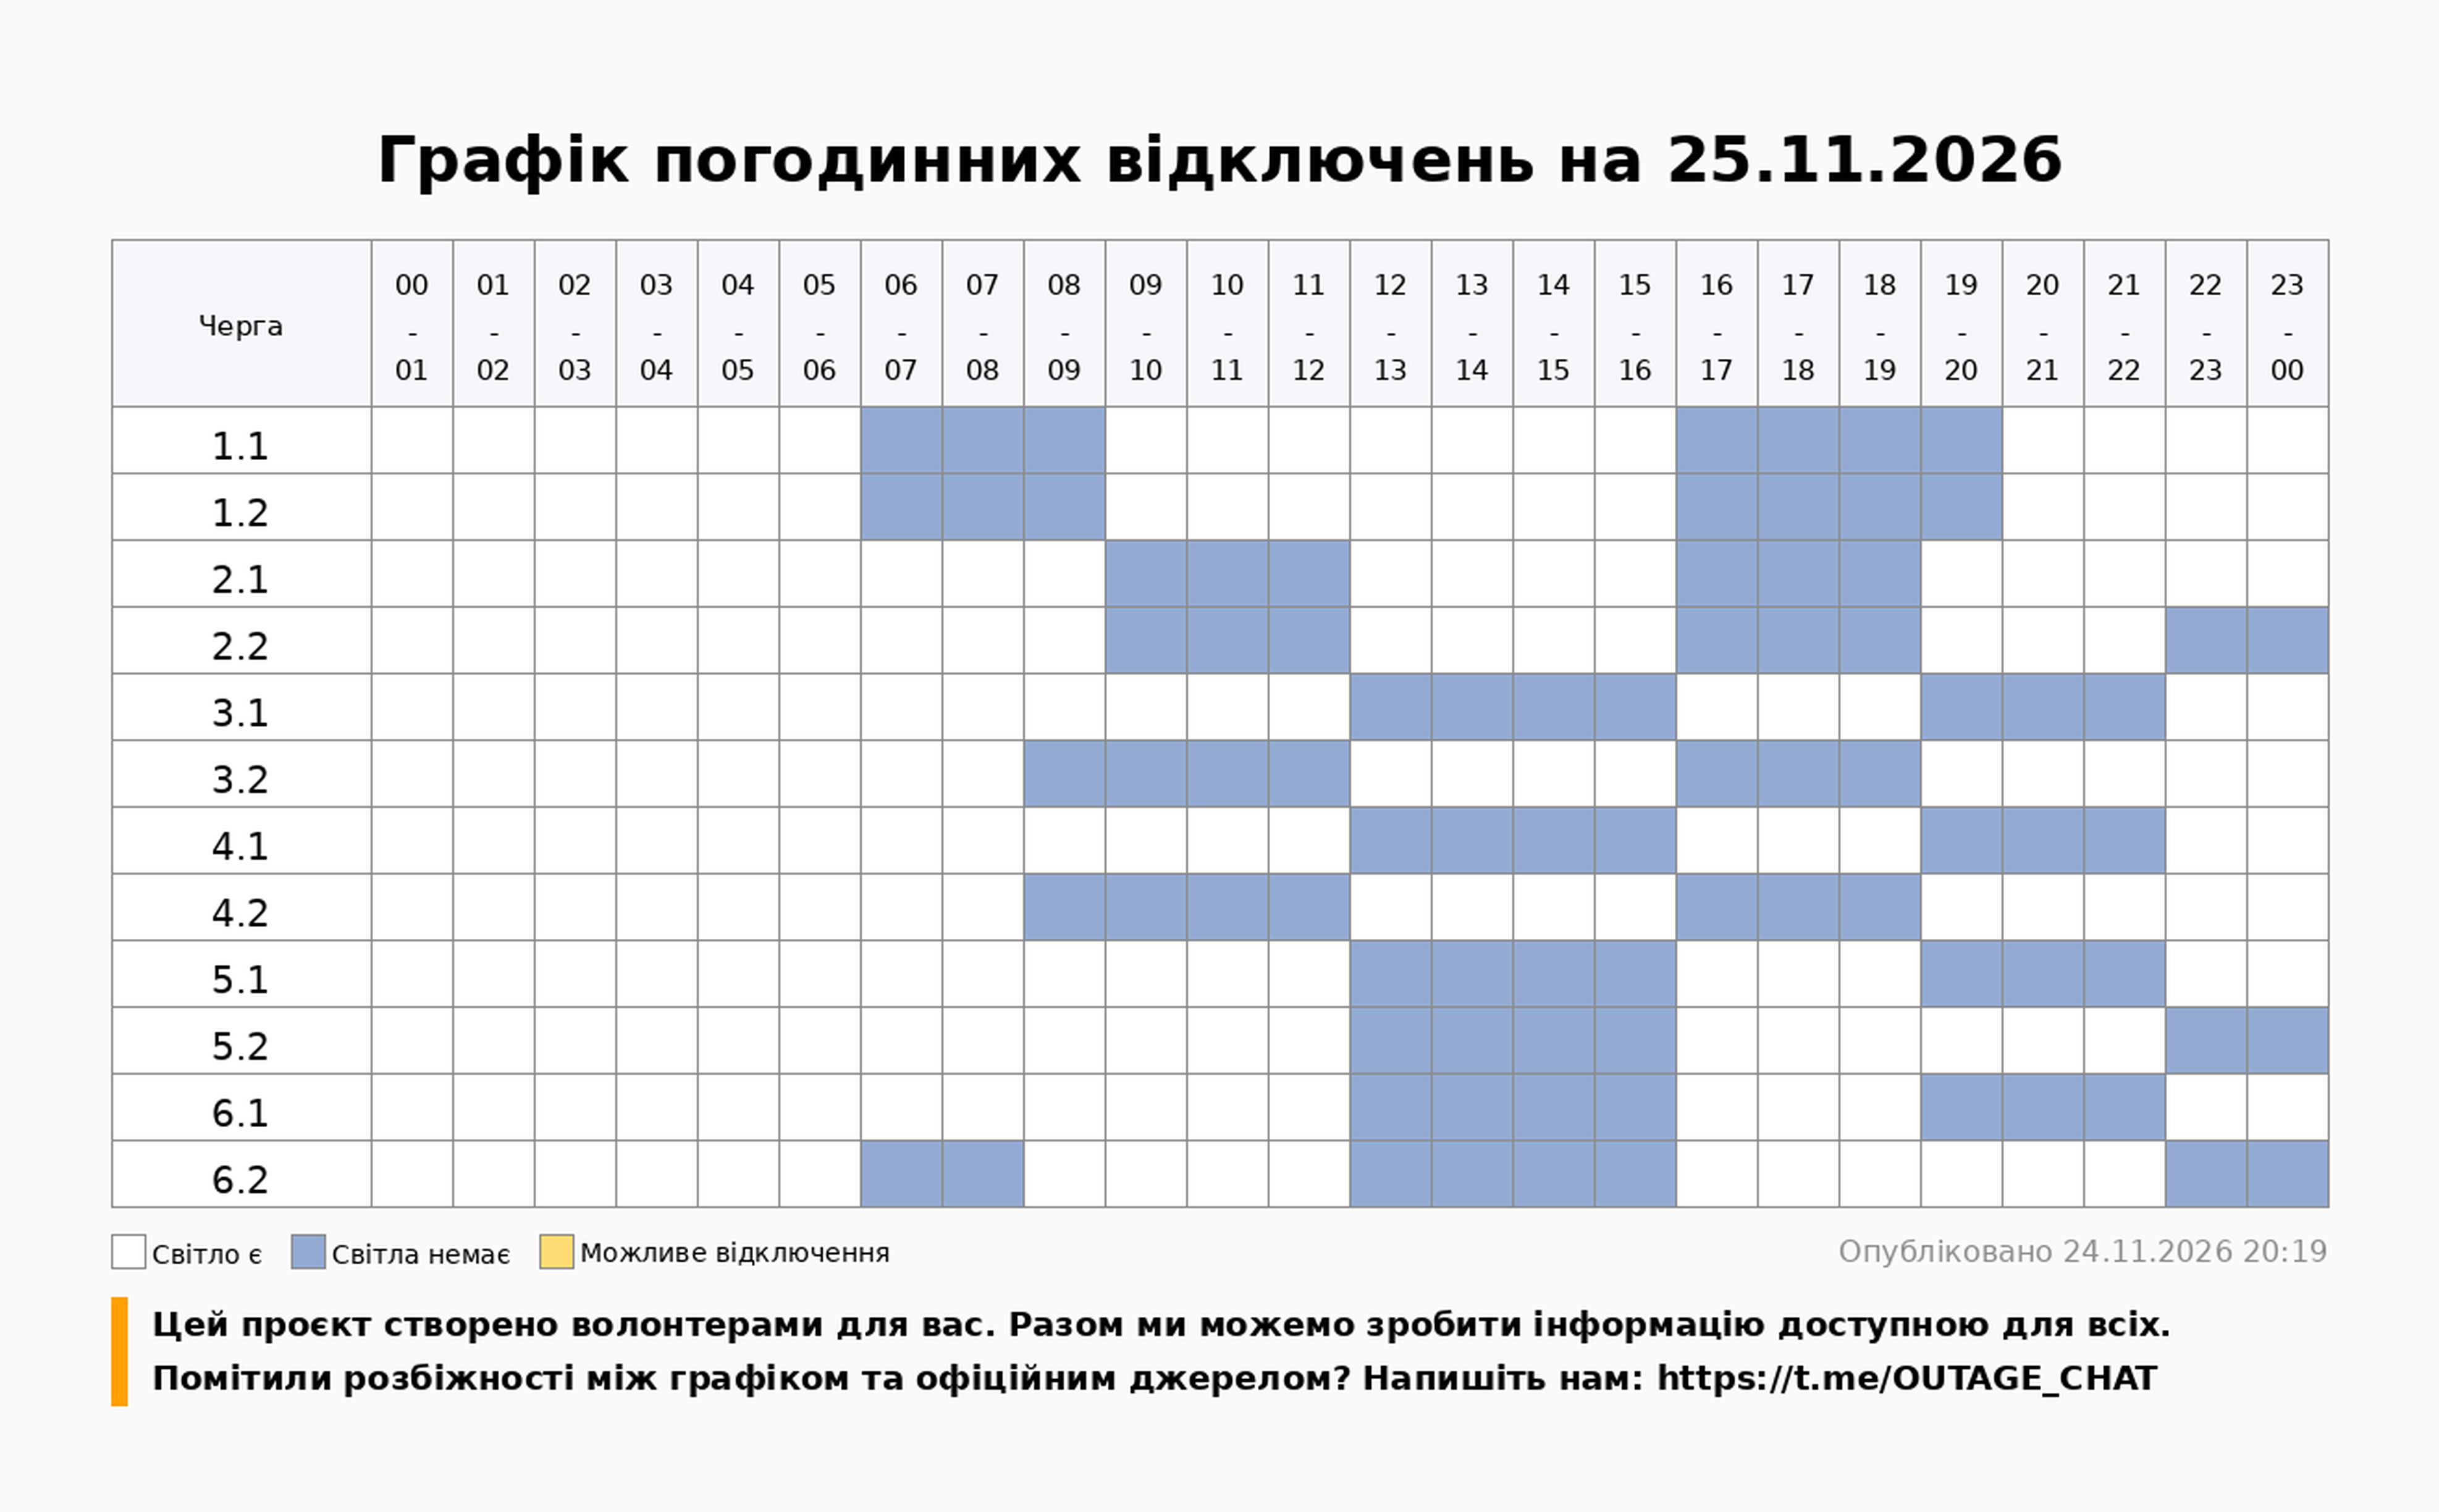 Графік погодинних відключень на 25.11.2026
Черга 00 - 01 01 - 02 02 - 03 03 - 04 04 - 05 05 - 06 06 - 07 07 - 08 08 - 09 09 - 10 10 - 11 11 - 12 12 - 13 13 - 14 14 - 15 15 - 16 16 - 17 17 - 18 18 - 19 19 - 20 20 - 21 21 - 22 22 - 23 23 - 00
1.1
1.2
2.1
2.2
3.1
3.2
4.1
4.2
5.1
5.2
6.1
6.2
Світло є Світла немає Можливе відключення Опубліковано 24.11.2026 20:19
Цей проєкт створено волонтерами для вас. Разом ми можемо зробити інформацію доступною для всіх.
Помітили розбіжності між графіком та офіційним джерелом? Напишіть нам: https://t.me/OUTAGE_CHAT